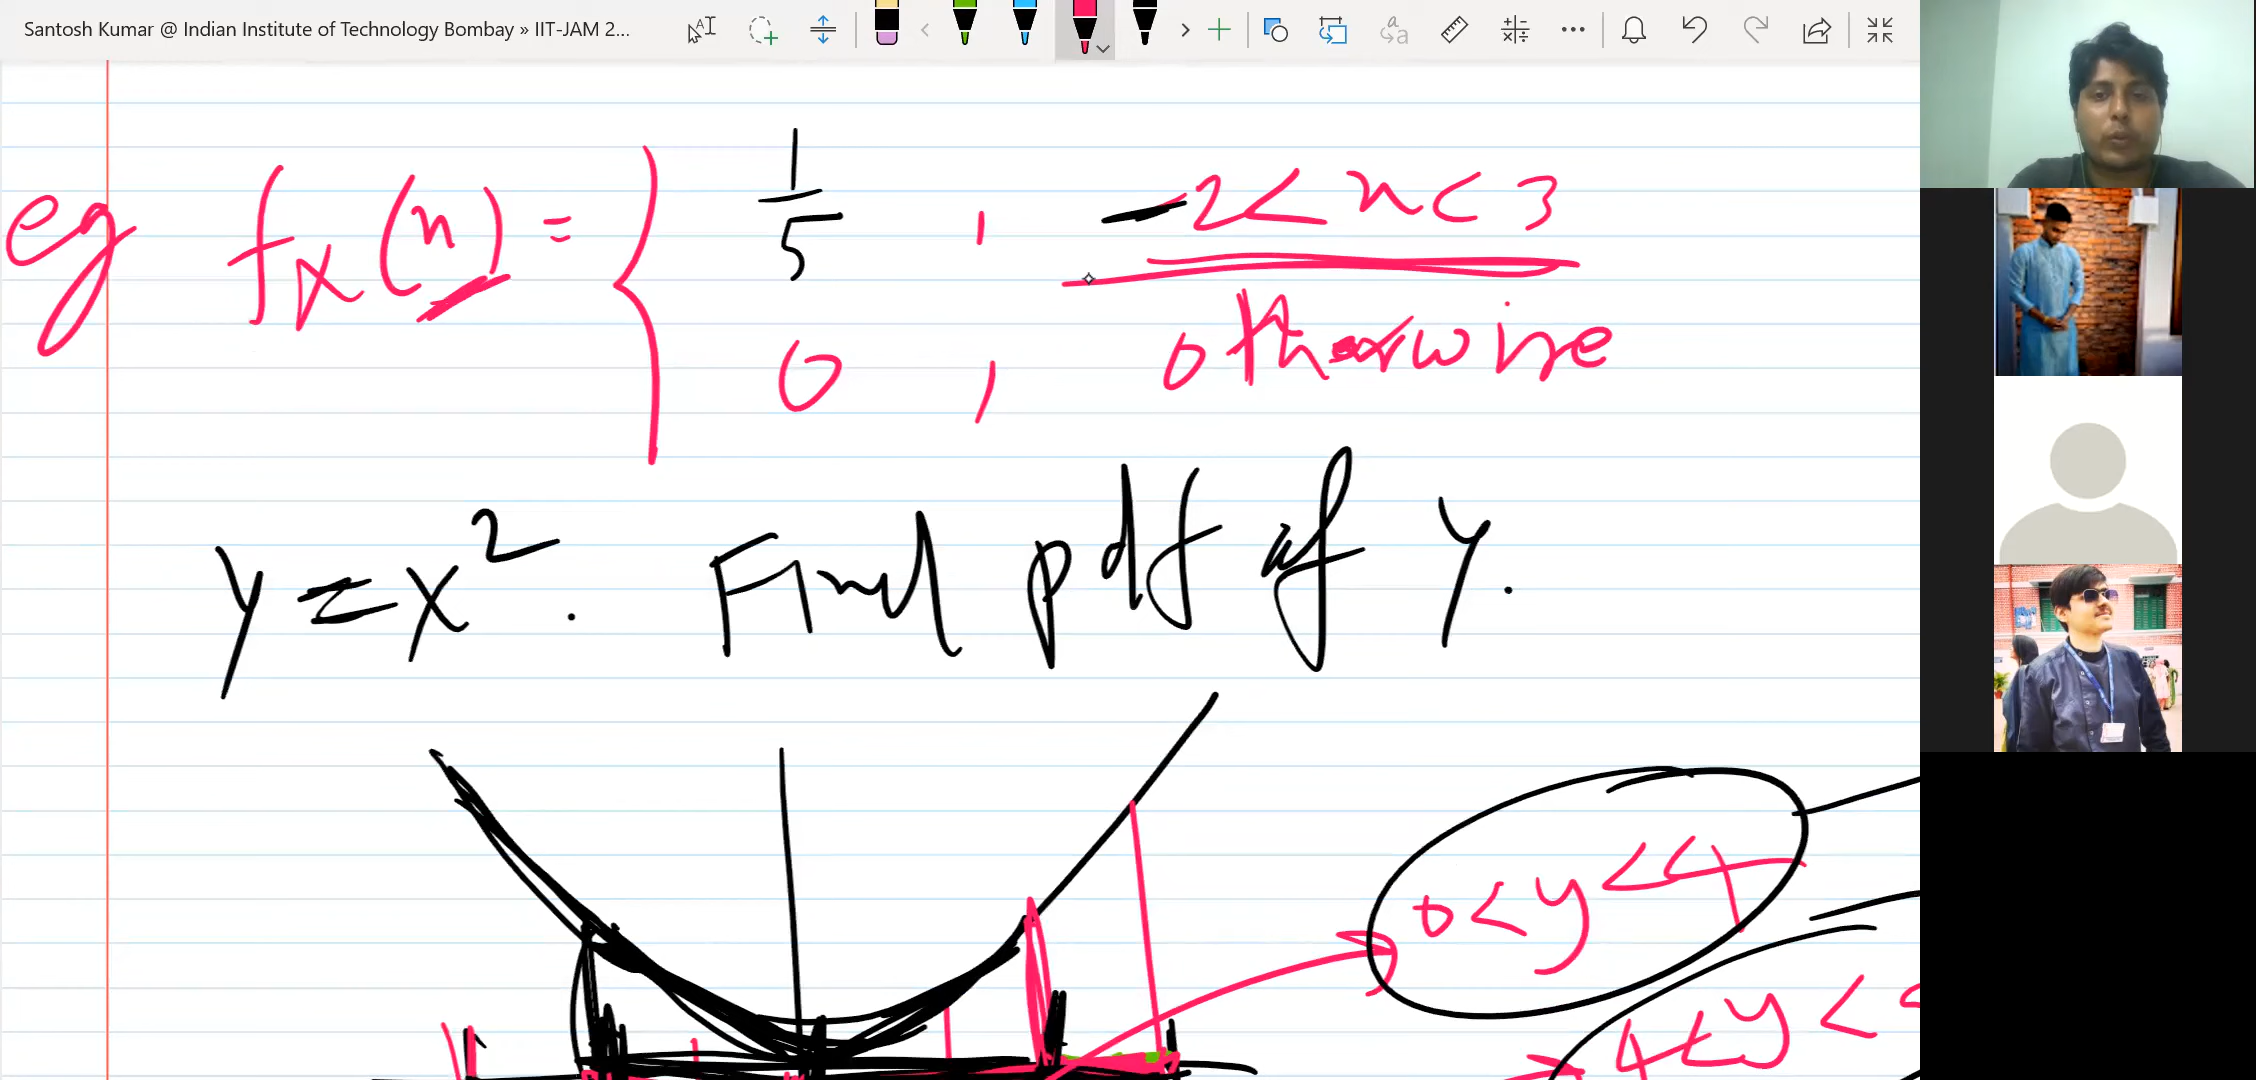 Santosh Kumar @ Indian Institute of Technology Bombay » IIT-JAM 2...
eg fX(x) = { 1/5 , -2 < x < 3
0 , otherwise
Y = X². Find pdf of Y.
0 < y < 4
4 < y <